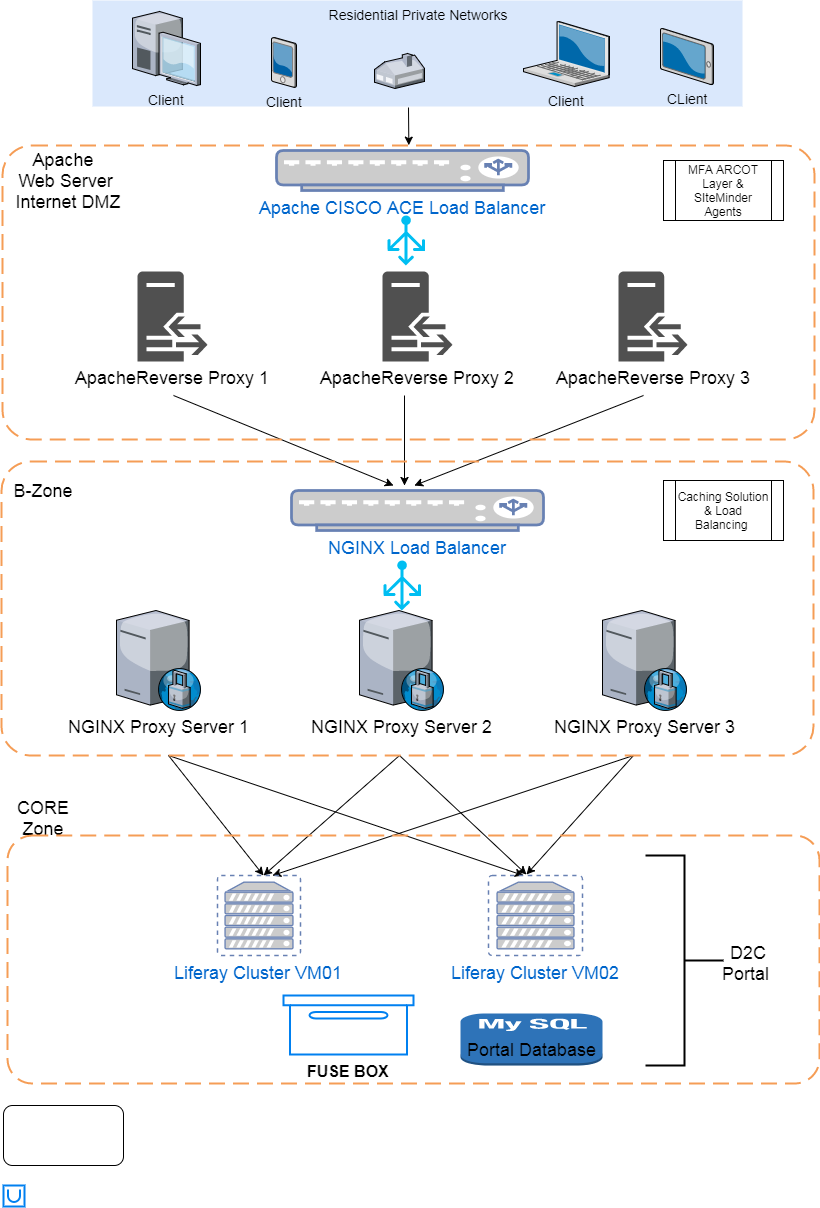 Residential Private Networks
Client
Client
Client
CLient
Apache
Web Server
Internet DMZ
MFA ARCOT
Layer &
SIteMinder
Agents
Apache CISCO ACE Load Balancer
ApacheReverse Proxy 1
ApacheReverse Proxy 2
ApacheReverse Proxy 3
B-Zone
Caching Solution
& Load
Balancing
NGINX Load Balancer
NGINX Proxy Server 1
NGINX Proxy Server 2
NGINX Proxy Server 3
CORE
Zone
Liferay Cluster VM01
Liferay Cluster VM02
D2C
Portal
FUSE BOX
My SQL
Portal Database
U